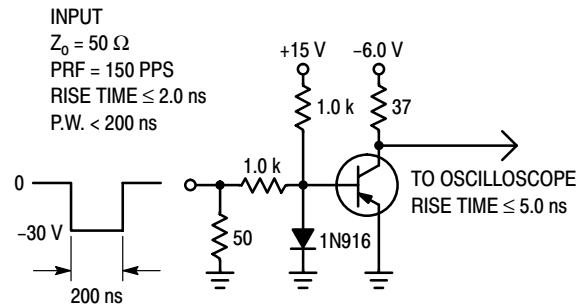 INPUT
Zo = 50 Ω
PRF = 150 PPS
RISE TIME ≤ 2.0 ns
P.W. < 200 ns
+15 V
−6.0 V
1.0 k
37
1.0 k
0
TO OSCILLOSCOPE
RISE TIME ≤ 5.0 ns
−30 V
50
1N916
200 ns